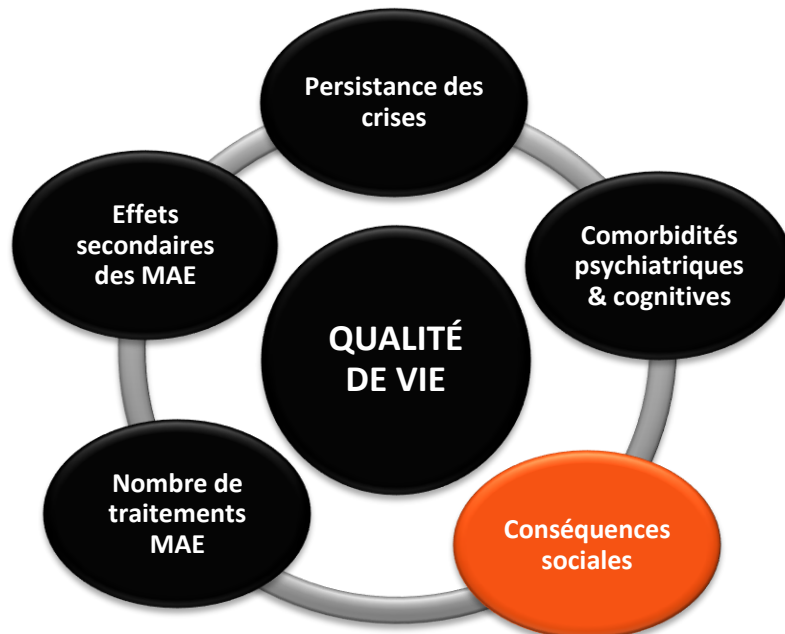 Persistance des
crises
Effets
secondaires
des MAE
Comorbidités
psychiatriques
& cognitives
QUALITÉ
DE VIE
Nombre de
traitements
MAE
Conséquences
sociales